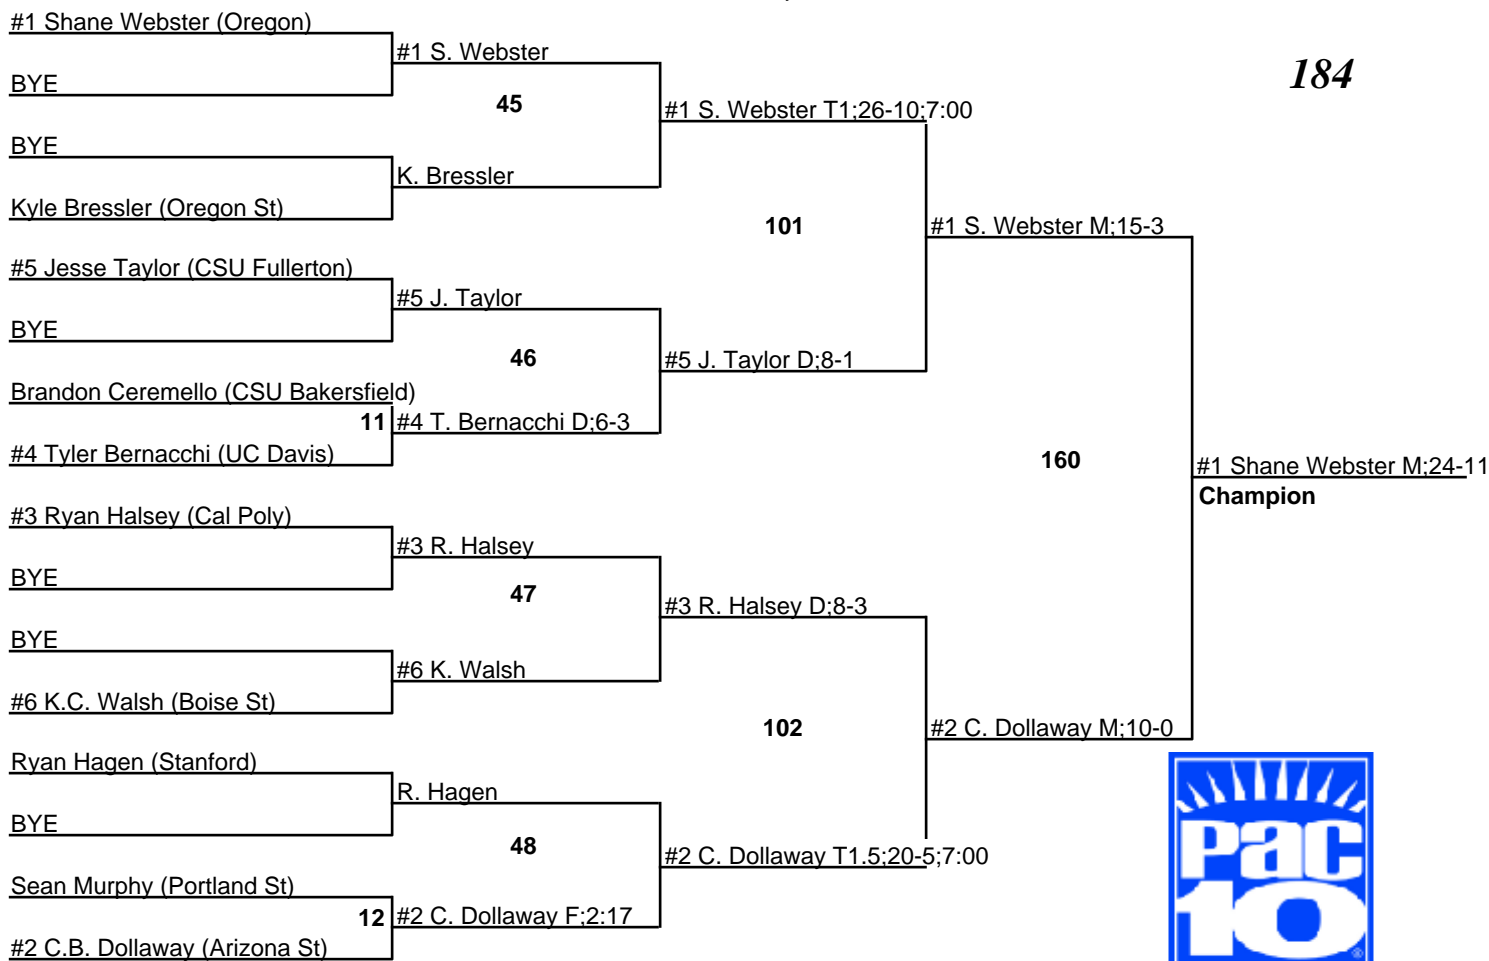 #1 Shane Webster (Oregon)
#1 S. Webster
184
BYE
45
#1 S. Webster T1;26-10;7:00
BYE
K. Bressler
Kyle Bressler (Oregon St)
101
#1 S. Webster M;15-3
#5 Jesse Taylor (CSU Fullerton)
#5 J. Taylor
BYE
46
#5 J. Taylor D;8-1
Brandon Ceremello (CSU Bakersfield)
11 #4 T. Bernacchi D;6-3
#4 Tyler Bernacchi (UC Davis)
160
#1 Shane Webster M;24-11
Champion
#3 Ryan Halsey (Cal Poly)
#3 R. Halsey
BYE
47
#3 R. Halsey D;8-3
BYE
#6 K. Walsh
#6 K.C. Walsh (Boise St)
102
#2 C. Dollaway M;10-0
Ryan Hagen (Stanford)
R. Hagen
BYE
48
#2 C. Dollaway T1.5;20-5;7:00
Sean Murphy (Portland St)
12 #2 C. Dollaway F;2:17
#2 C.B. Dollaway (Arizona St)
Pac
10
®